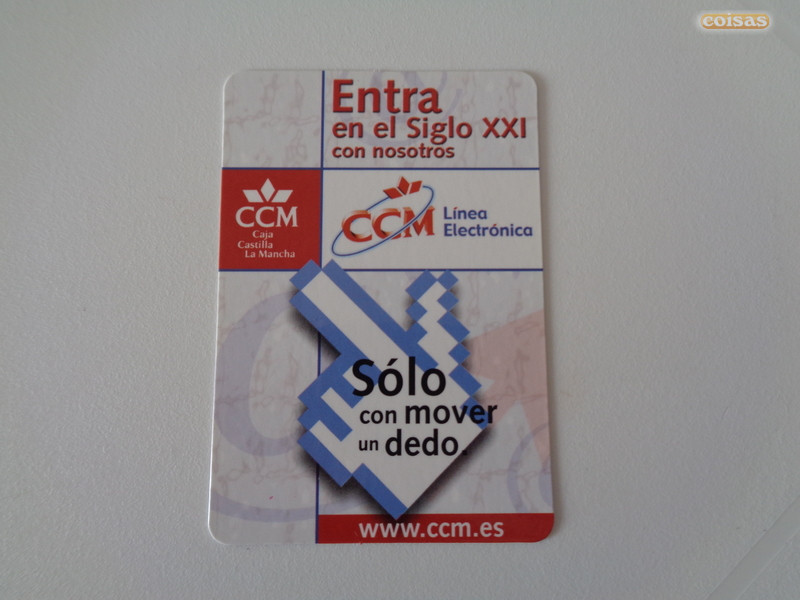 coisas
Entra
en el Siglo XXI
con nosotros
CCM
Caja
Castilla
La Mancha
CCM
Línea
Electrónica
Sólo
con mover
un dedo.
www.ccm.es